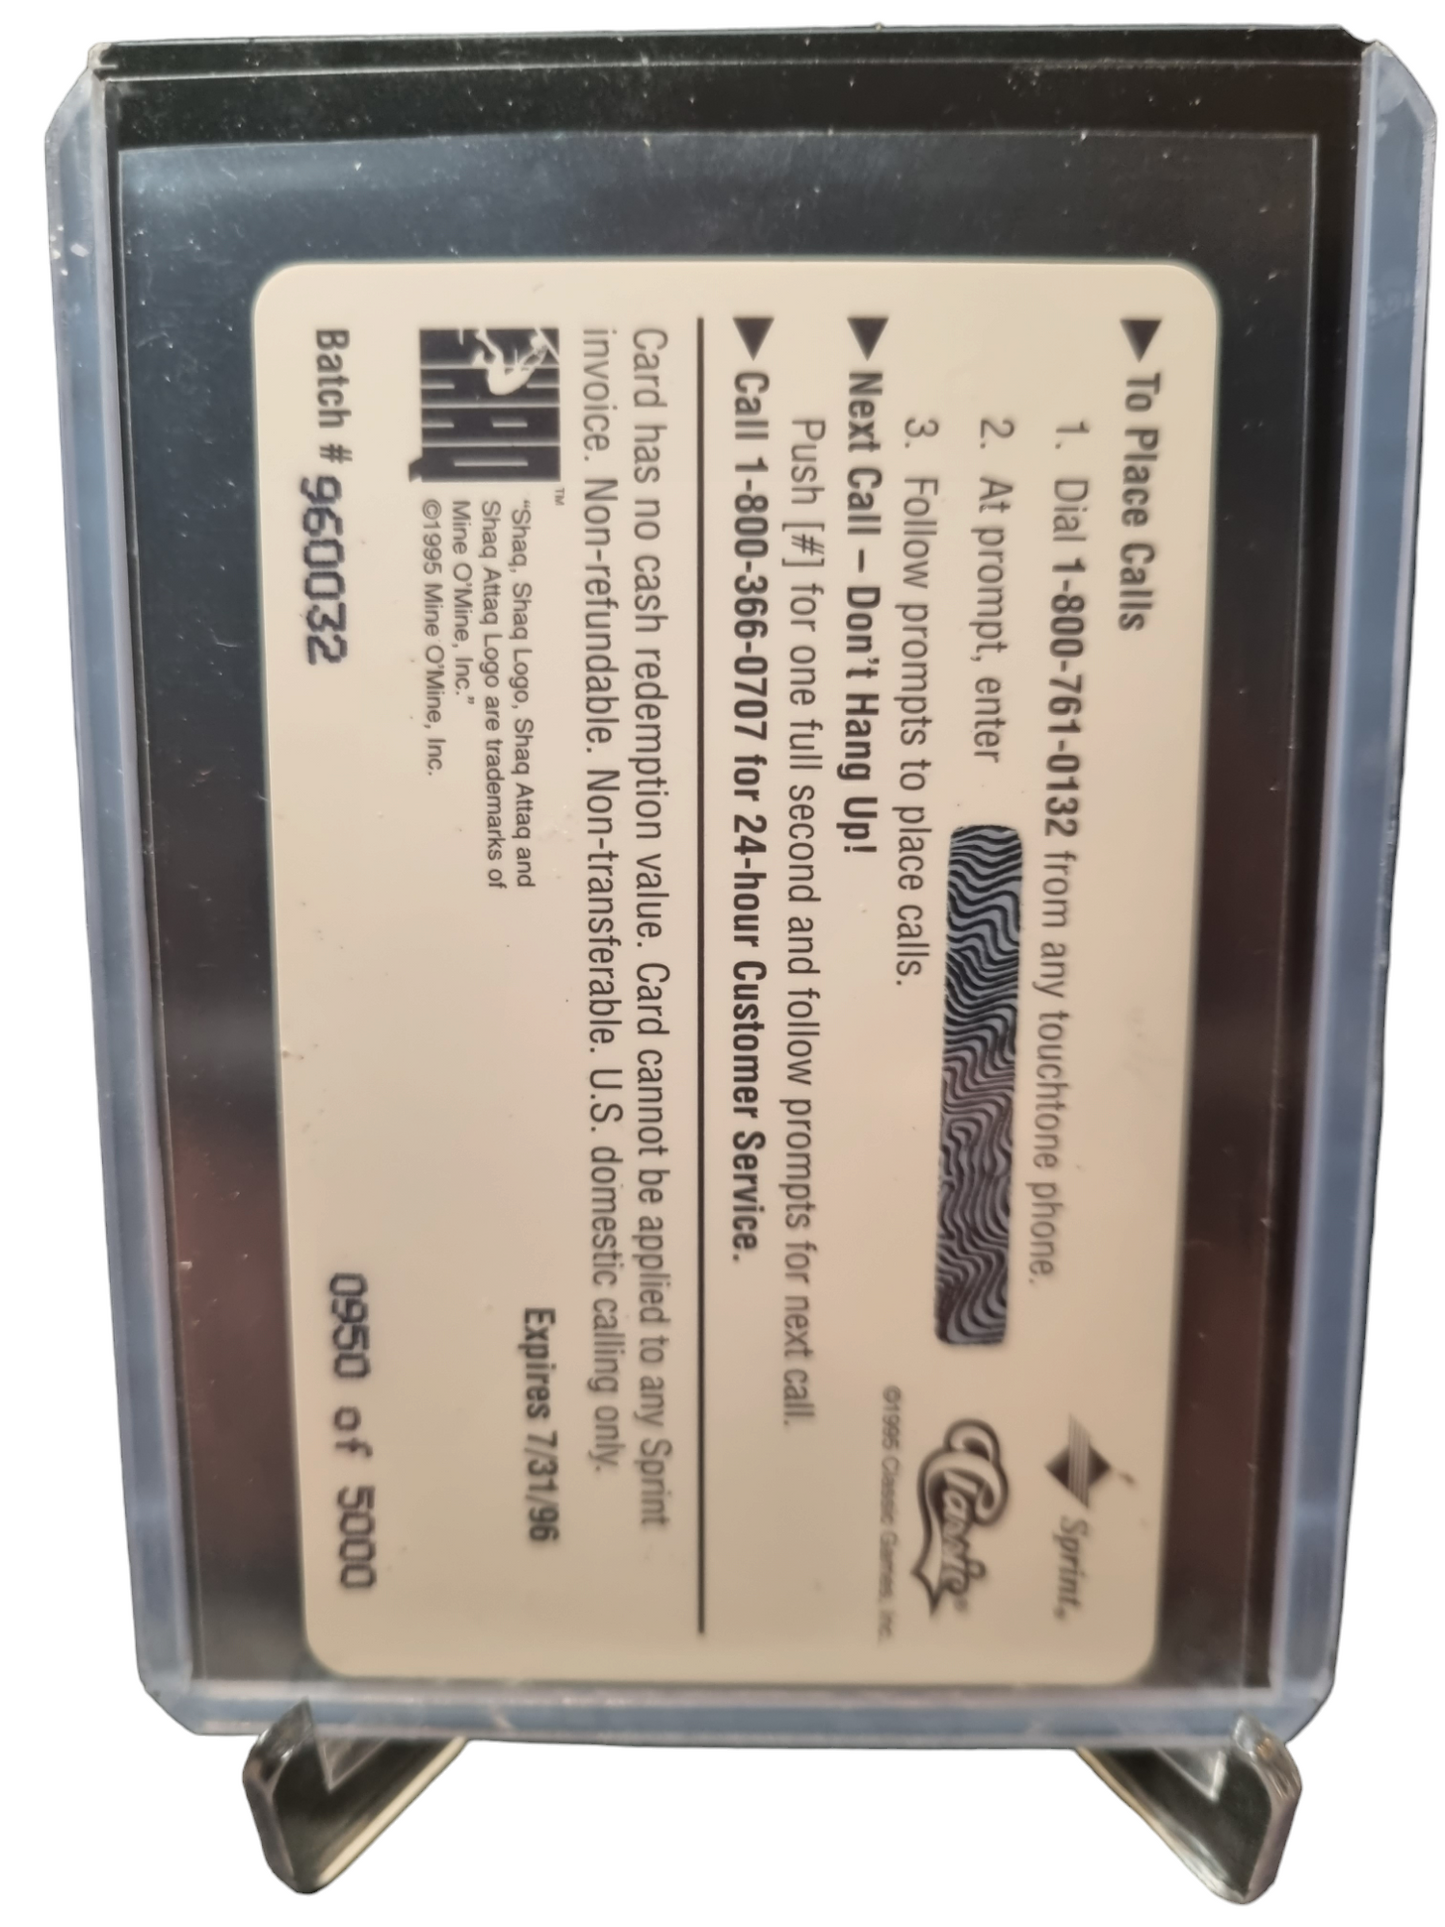 ▶ To Place Calls
1. Dial 1-800-761-0132 from any touchtone phone.
2. At prompt, enter
3. Follow prompts to place calls.
Sprint®
Classic®
©1995 Classic Games, Inc.
▶ Next Call – Don't Hang Up!
Push [#] for one full second and follow prompts for next call.
▶ Call 1-800-366-0707 for 24-hour Customer Service.
Card has no cash redemption value. Card cannot be applied to any Sprint
invoice. Non-refundable. Non-transferable. U.S. domestic calling only.
SHAQ
ATTAQ ™
"Shaq, Shaq Logo, Shaq Attaq and
Shaq Attaq Logo are trademarks of
Mine O'Mine, Inc."
©1995 Mine O'Mine, Inc.
Expires 7/31/96
Batch # 960032
0950 of 5000